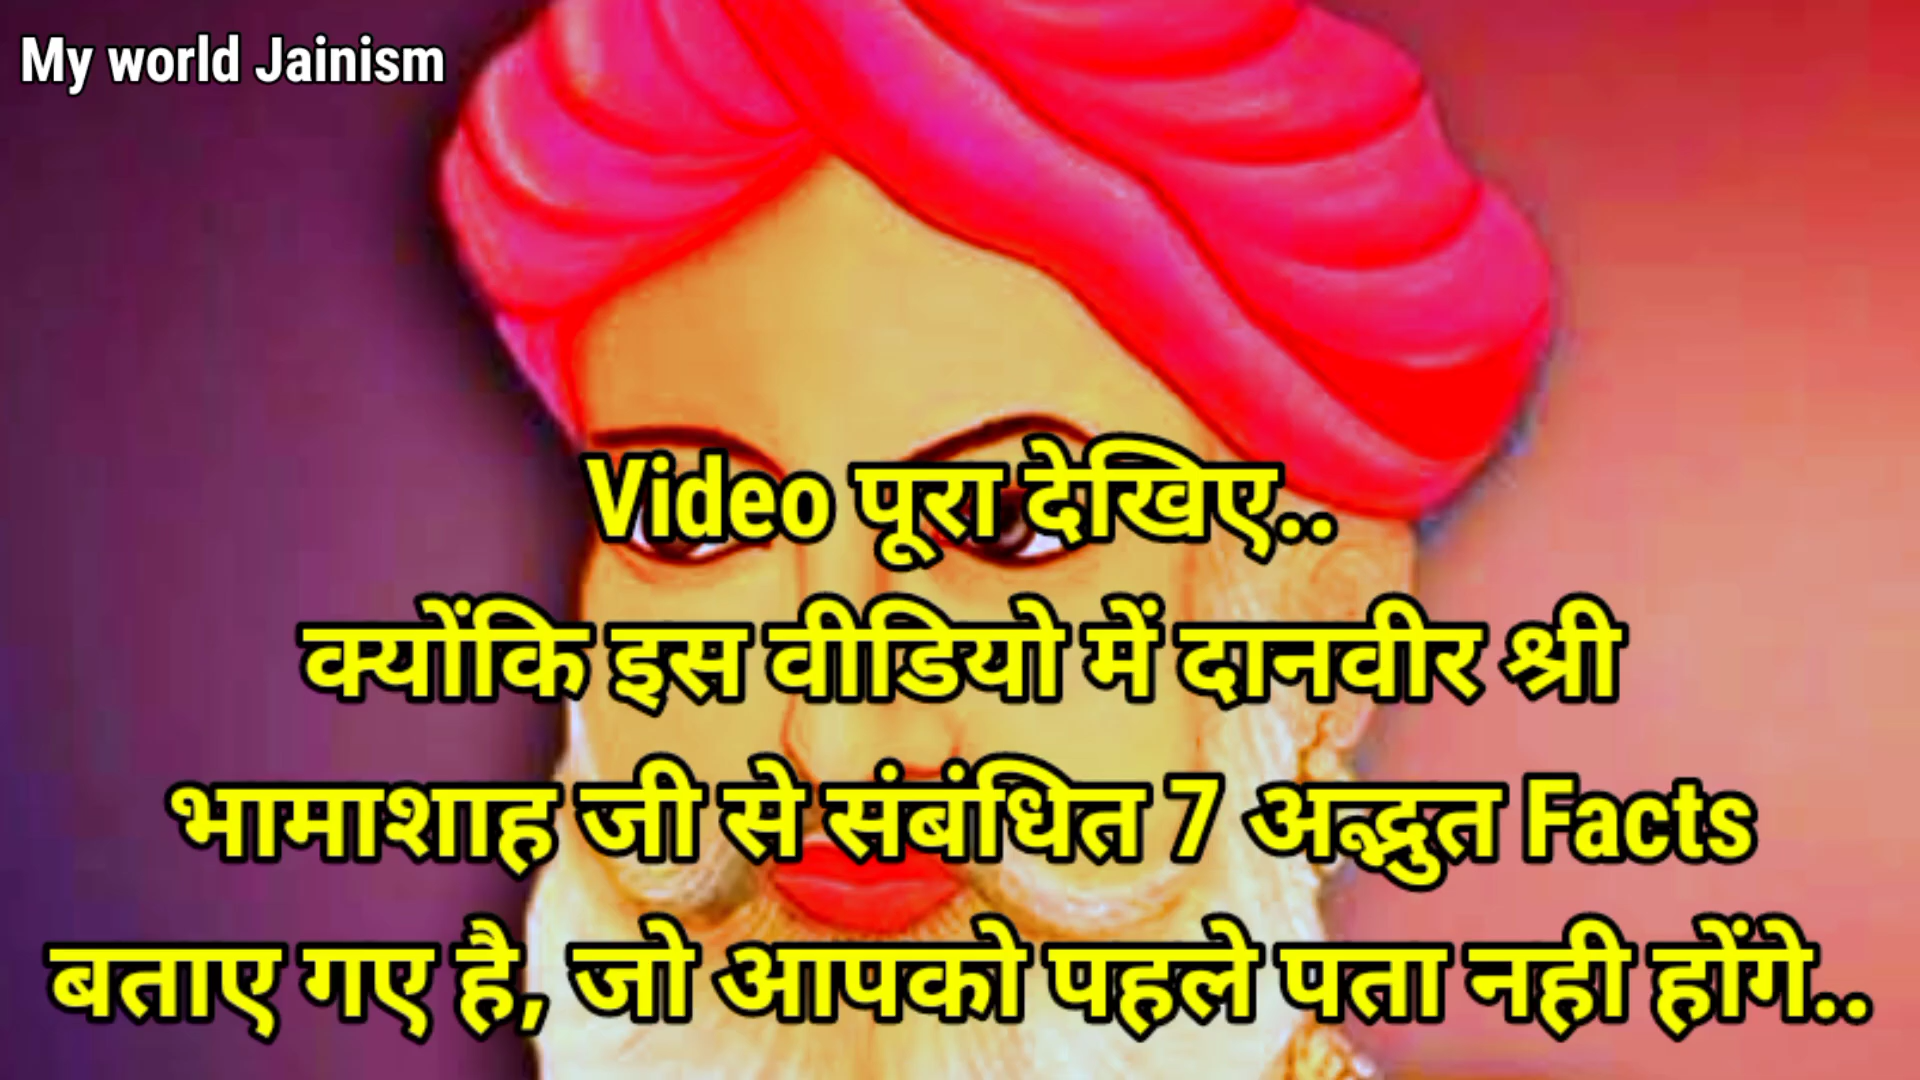 My world Jainism
Video पूरा देखिए..
क्योंकि इस वीडियो में दानवीर श्री
भामाशाह जी से संबंधित 7 अद्भुत Facts
बताए गए है, जो आपको पहले पता नही होंगे..